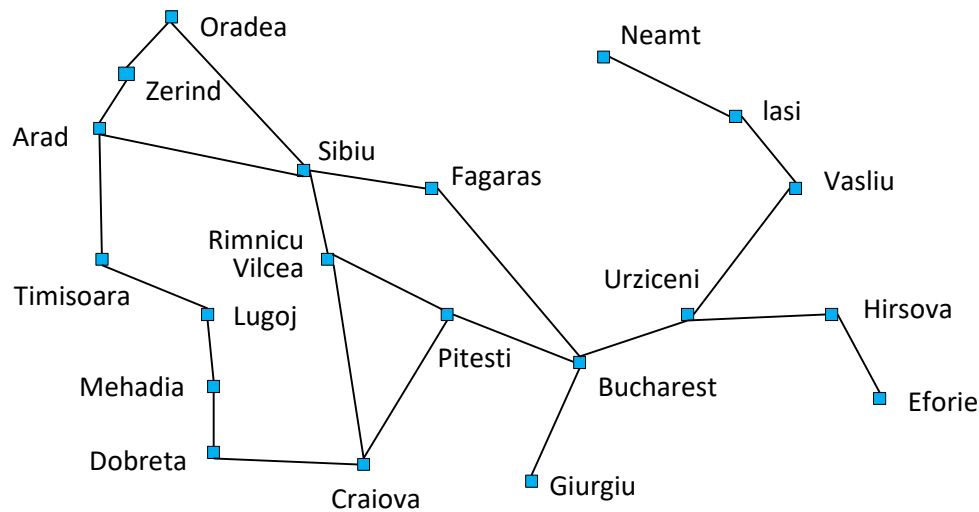 Oradea
Neamt
Zerind
Iasi
Arad
Sibiu
Fagaras
Vasliu
Rimnicu
Vilcea
Timisoara
Lugoj
Urziceni
Hirsova
Mehadia
Pitesti
Bucharest
Eforie
Dobreta
Craiova
Giurgiu